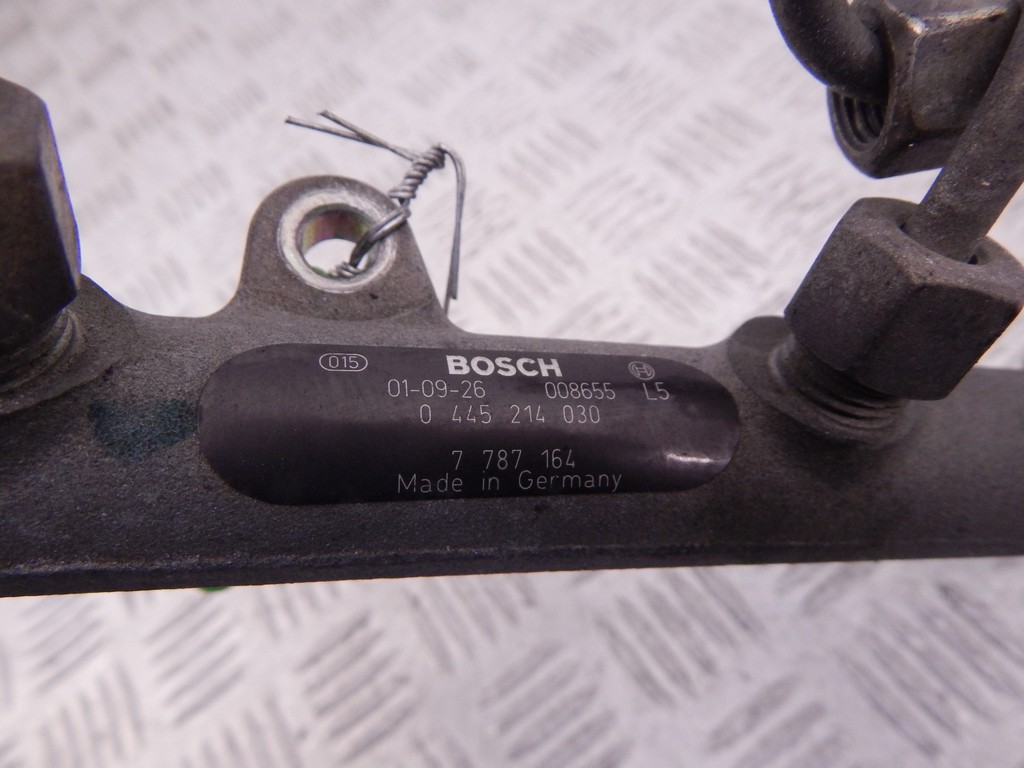 015 BOSCH
01-09-26 008655 L5
0 445 214 030
7 787 164
Made in Germany